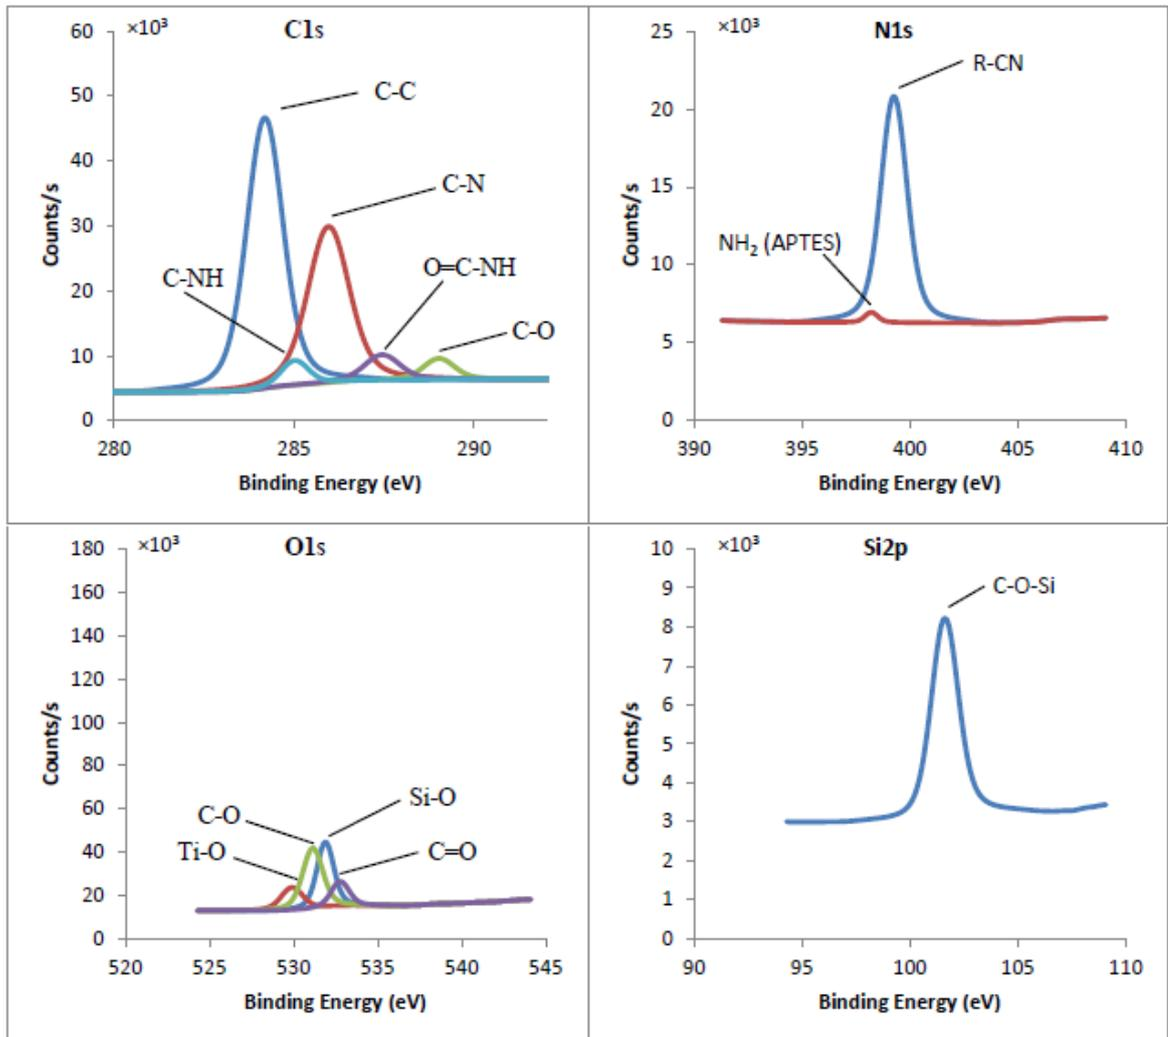 C1s
×10³
60
50
40
30
20
10
0
280
285
290
Counts/s
Binding Energy (eV)
C-C
C-N
C-NH
O=C-NH
C-O
N1s
×10³
25
20
15
10
5
0
390
395
400
405
410
Counts/s
Binding Energy (eV)
R-CN
NH₂ (APTES)
O1s
×10³
180
160
140
120
100
80
60
40
20
0
520
525
530
535
540
545
Counts/s
Binding Energy (eV)
Si-O
C-O
Ti-O
C=O
Si2p
×10³
10
9
8
7
6
5
4
3
2
1
0
90
95
100
105
110
Counts/s
Binding Energy (eV)
C-O-Si